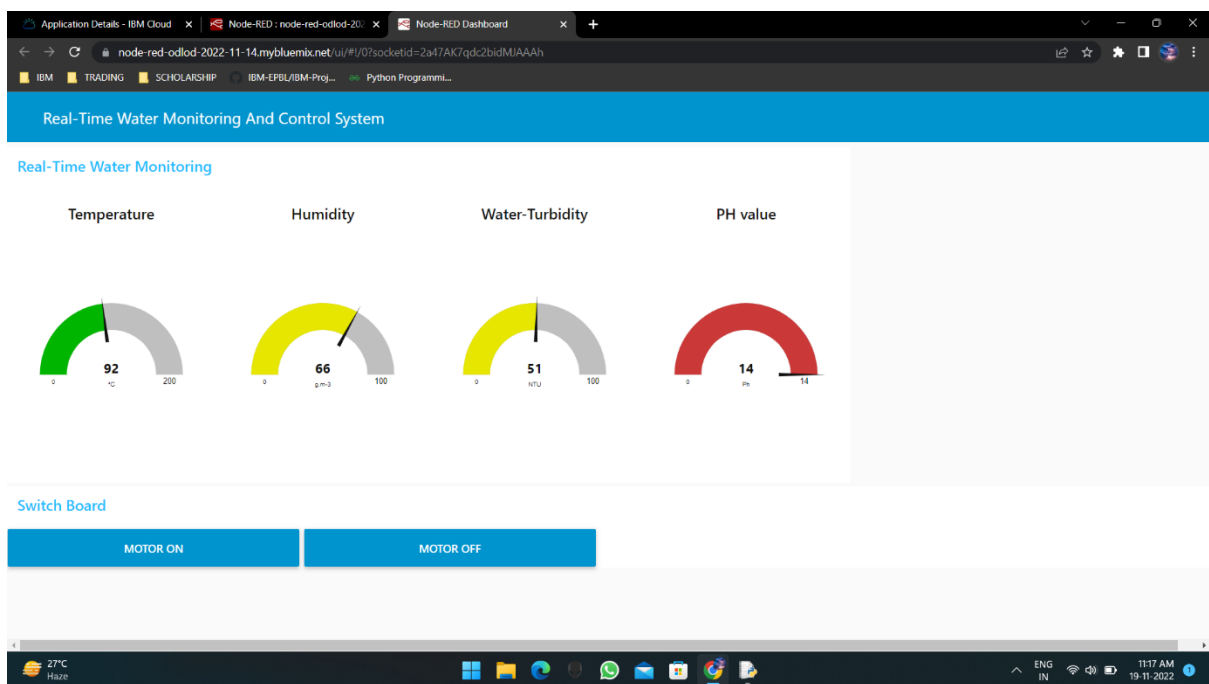 Application Details - IBM Cloud
Node-RED : node-red-odlod-202
Node-RED Dashboard
node-red-odlod-2022-11-14.mybluemix.net/ui/#!/0?socketid=2a47AK7qdc2bidMJAAAh
IBM TRADING SCHOLARSHIP IBM-EPBL/IBM-Proj... Python Programmi...
Real-Time Water Monitoring And Control System
Real-Time Water Monitoring
Temperature Humidity Water-Turbidity PH value
92 66 51 14
0 °C 200 0 g.m-3 100 0 NTU 100 0 Ph 14
Switch Board
MOTOR ON MOTOR OFF
27°C
Haze
ENG
IN
11:17 AM
19-11-2022
1